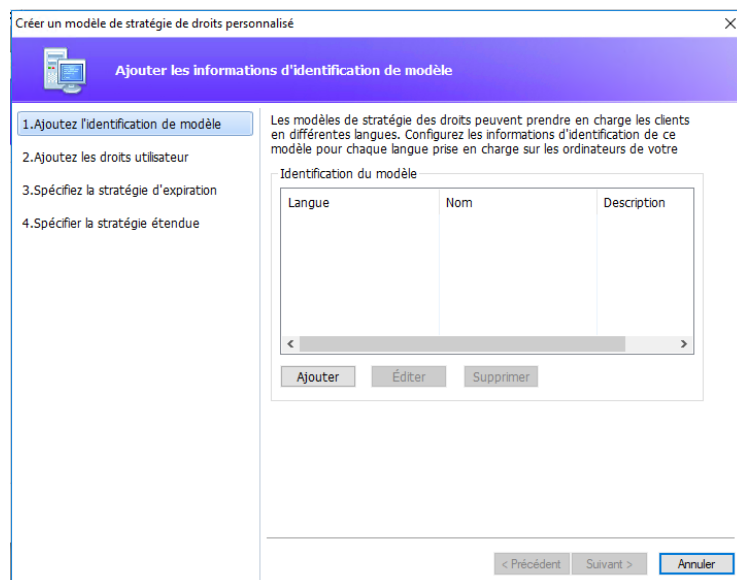 Créer un modèle de stratégie de droits personnalisé
Ajouter les informations d'identification de modèle
1.Ajoutez l'identification de modèle
2.Ajoutez les droits utilisateur
3.Spécifiez la stratégie d'expiration
4.Spécifier la stratégie étendue
Les modèles de stratégie des droits peuvent prendre en charge les clients
en différentes langues. Configurez les informations d'identification de ce
modèle pour chaque langue prise en charge sur les ordinateurs de votre
Identification du modèle
Langue Nom Description
Ajouter Éditer Supprimer
< Précédent Suivant > Annuler